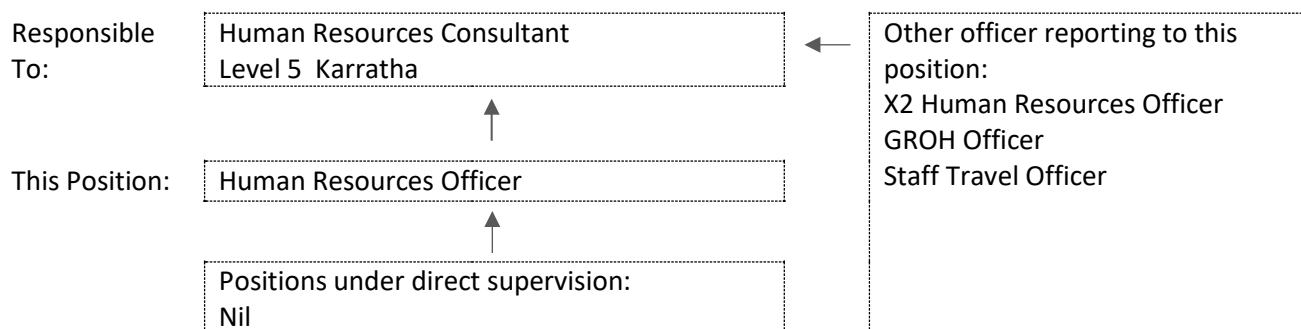 Responsible
To:
Human Resources Consultant
Level 5  Karratha
Other officer reporting to this
position:
X2 Human Resources Officer
GROH Officer
Staff Travel Officer
This Position:
Human Resources Officer
Positions under direct supervision:
Nil